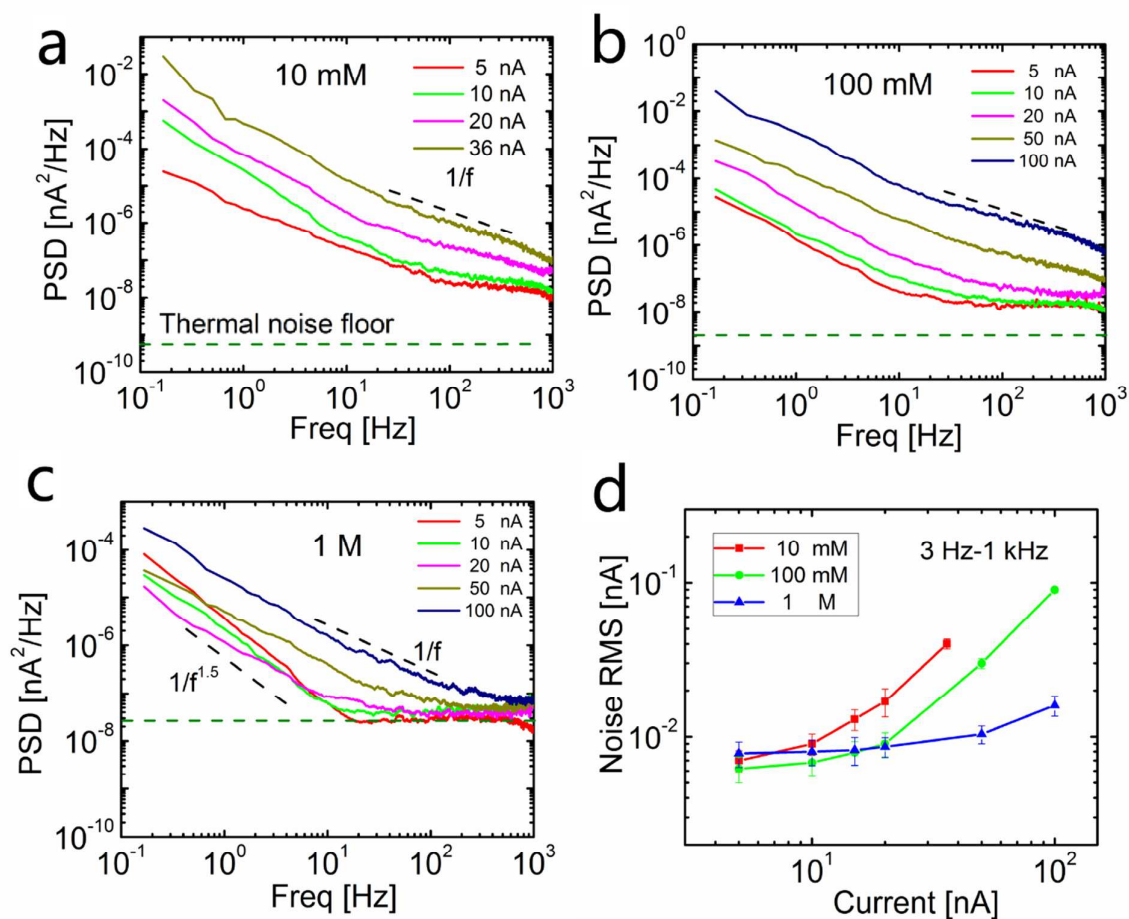 a
10 mM
5 nA
10 nA
20 nA
36 nA
1/f
Thermal noise floor
PSD [nA²/Hz]
10⁻²
10⁻⁴
10⁻⁶
10⁻⁸
10⁻¹⁰
10⁻¹ 10⁰ 10¹ 10² 10³
Freq [Hz]
b
100 mM
5 nA
10 nA
20 nA
50 nA
100 nA
PSD [nA²/Hz]
10⁰
10⁻²
10⁻⁴
10⁻⁶
10⁻⁸
10⁻¹⁰
10⁻¹ 10⁰ 10¹ 10² 10³
Freq [Hz]
c
1 M
5 nA
10 nA
20 nA
50 nA
100 nA
1/f
1/f¹·⁵
PSD [nA²/Hz]
10⁻⁴
10⁻⁶
10⁻⁸
10⁻¹⁰
10⁻¹ 10⁰ 10¹ 10² 10³
Freq [Hz]
d
10 mM
100 mM
1 M
3 Hz-1 kHz
Noise RMS [nA]
10⁻¹
10⁻²
10¹ 10²
Current [nA]